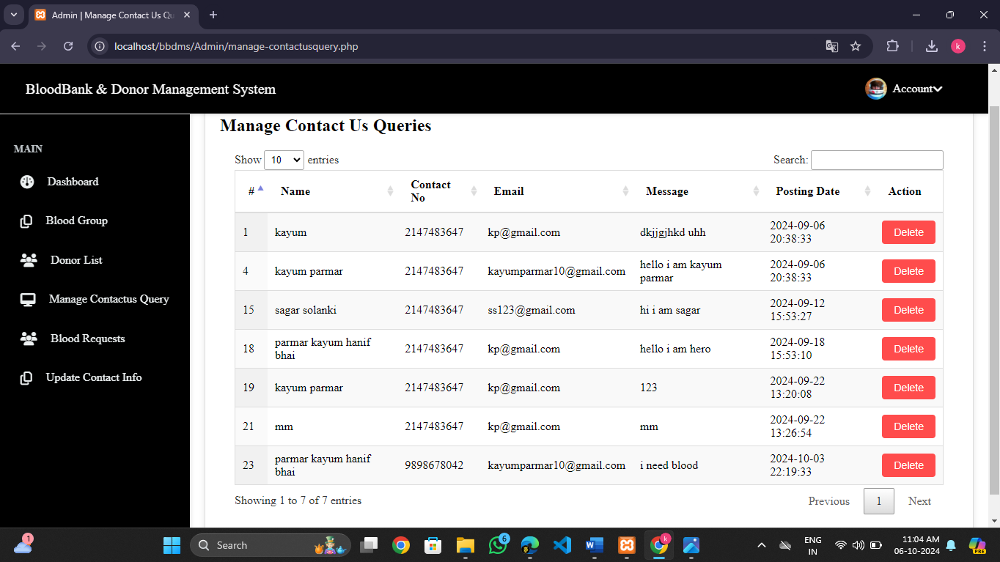 Admin | Manage Contact Us Qu
localhost/bbdms/Admin/manage-contactusquery.php
k
BloodBank & Donor Management System
Account
MAIN
Dashboard
Blood Group
Donor List
Manage Contactus Query
Blood Requests
Update Contact Info
Manage Contact Us Queries
Show 10 entries
Search:
# Name Contact No Email Message Posting Date Action
1 kayum 2147483647 kp@gmail.com dkjjgjhkd uhh 2024-09-06 20:38:33 Delete
4 kayum parmar 2147483647 kayumparmar10@gmail.com hello i am kayum parmar 2024-09-06 20:38:33 Delete
15 sagar solanki 2147483647 ss123@gmail.com hi i am sagar 2024-09-12 15:53:27 Delete
18 parmar kayum hanif bhai 2147483647 kp@gmail.com hello i am hero 2024-09-18 15:53:10 Delete
19 kayum parmar 2147483647 kp@gmail.com 123 2024-09-22 13:20:08 Delete
21 mm 2147483647 kp@gmail.com mm 2024-09-22 13:26:54 Delete
23 parmar kayum hanif bhai 9898678042 kayumparmar10@gmail.com i need blood 2024-10-03 22:19:33 Delete
Showing 1 to 7 of 7 entries
Previous 1 Next
1
Search
6
k
ENG
IN
11:04 AM
06-10-2024
PRE